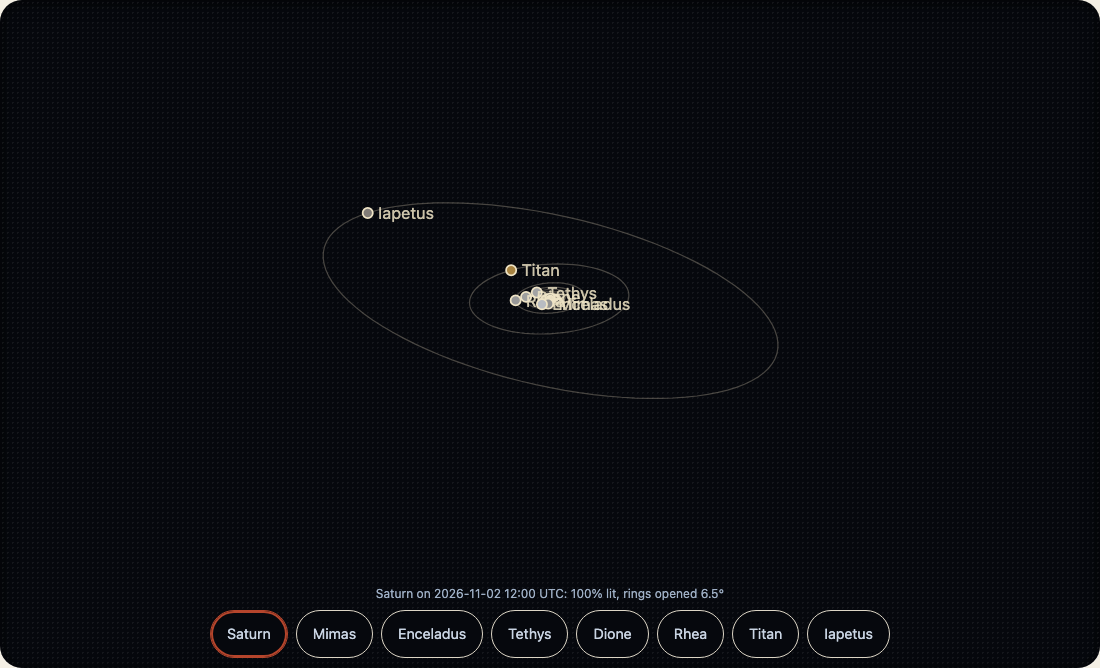 Iapetus
Titan
Tethys
Enceladus
Saturn on 2026-11-02 12:00 UTC: 100% lit, rings opened 6.5°
Saturn
Mimas
Enceladus
Tethys
Dione
Rhea
Titan
Iapetus